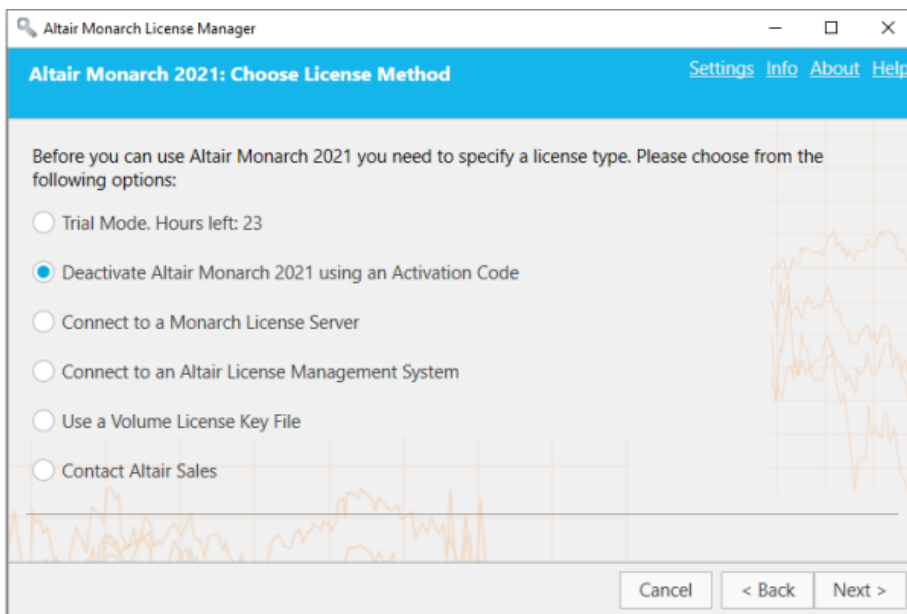 Altair Monarch License Manager
Altair Monarch 2021: Choose License Method
Settings Info About Help
Before you can use Altair Monarch 2021 you need to specify a license type. Please choose from the
following options:
Trial Mode. Hours left: 23
Deactivate Altair Monarch 2021 using an Activation Code
Connect to a Monarch License Server
Connect to an Altair License Management System
Use a Volume License Key File
Contact Altair Sales
Cancel < Back Next >